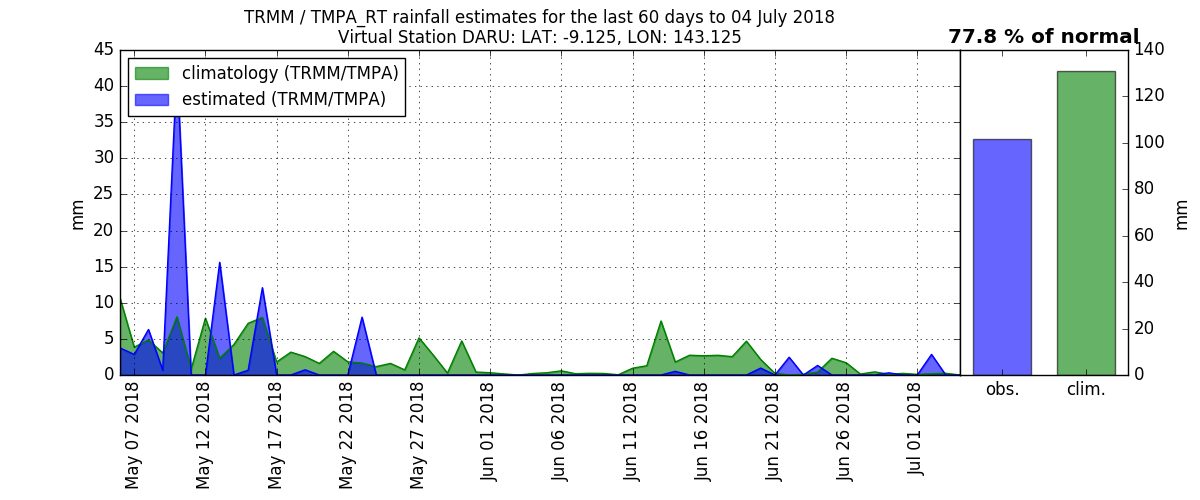 TRMM / TMPA_RT rainfall estimates for the last 60 days to 04 July 2018
Virtual Station DARU: LAT: -9.125, LON: 143.125
77.8 % of normal
climatology (TRMM/TMPA)
estimated (TRMM/TMPA)
45
40
35
30
25
20
15
10
5
0
mm
May 07 2018
May 12 2018
May 17 2018
May 22 2018
May 27 2018
Jun 01 2018
Jun 06 2018
Jun 11 2018
Jun 16 2018
Jun 21 2018
Jun 26 2018
Jul 01 2018
obs.
clim.
140
120
100
80
60
40
20
0
mm